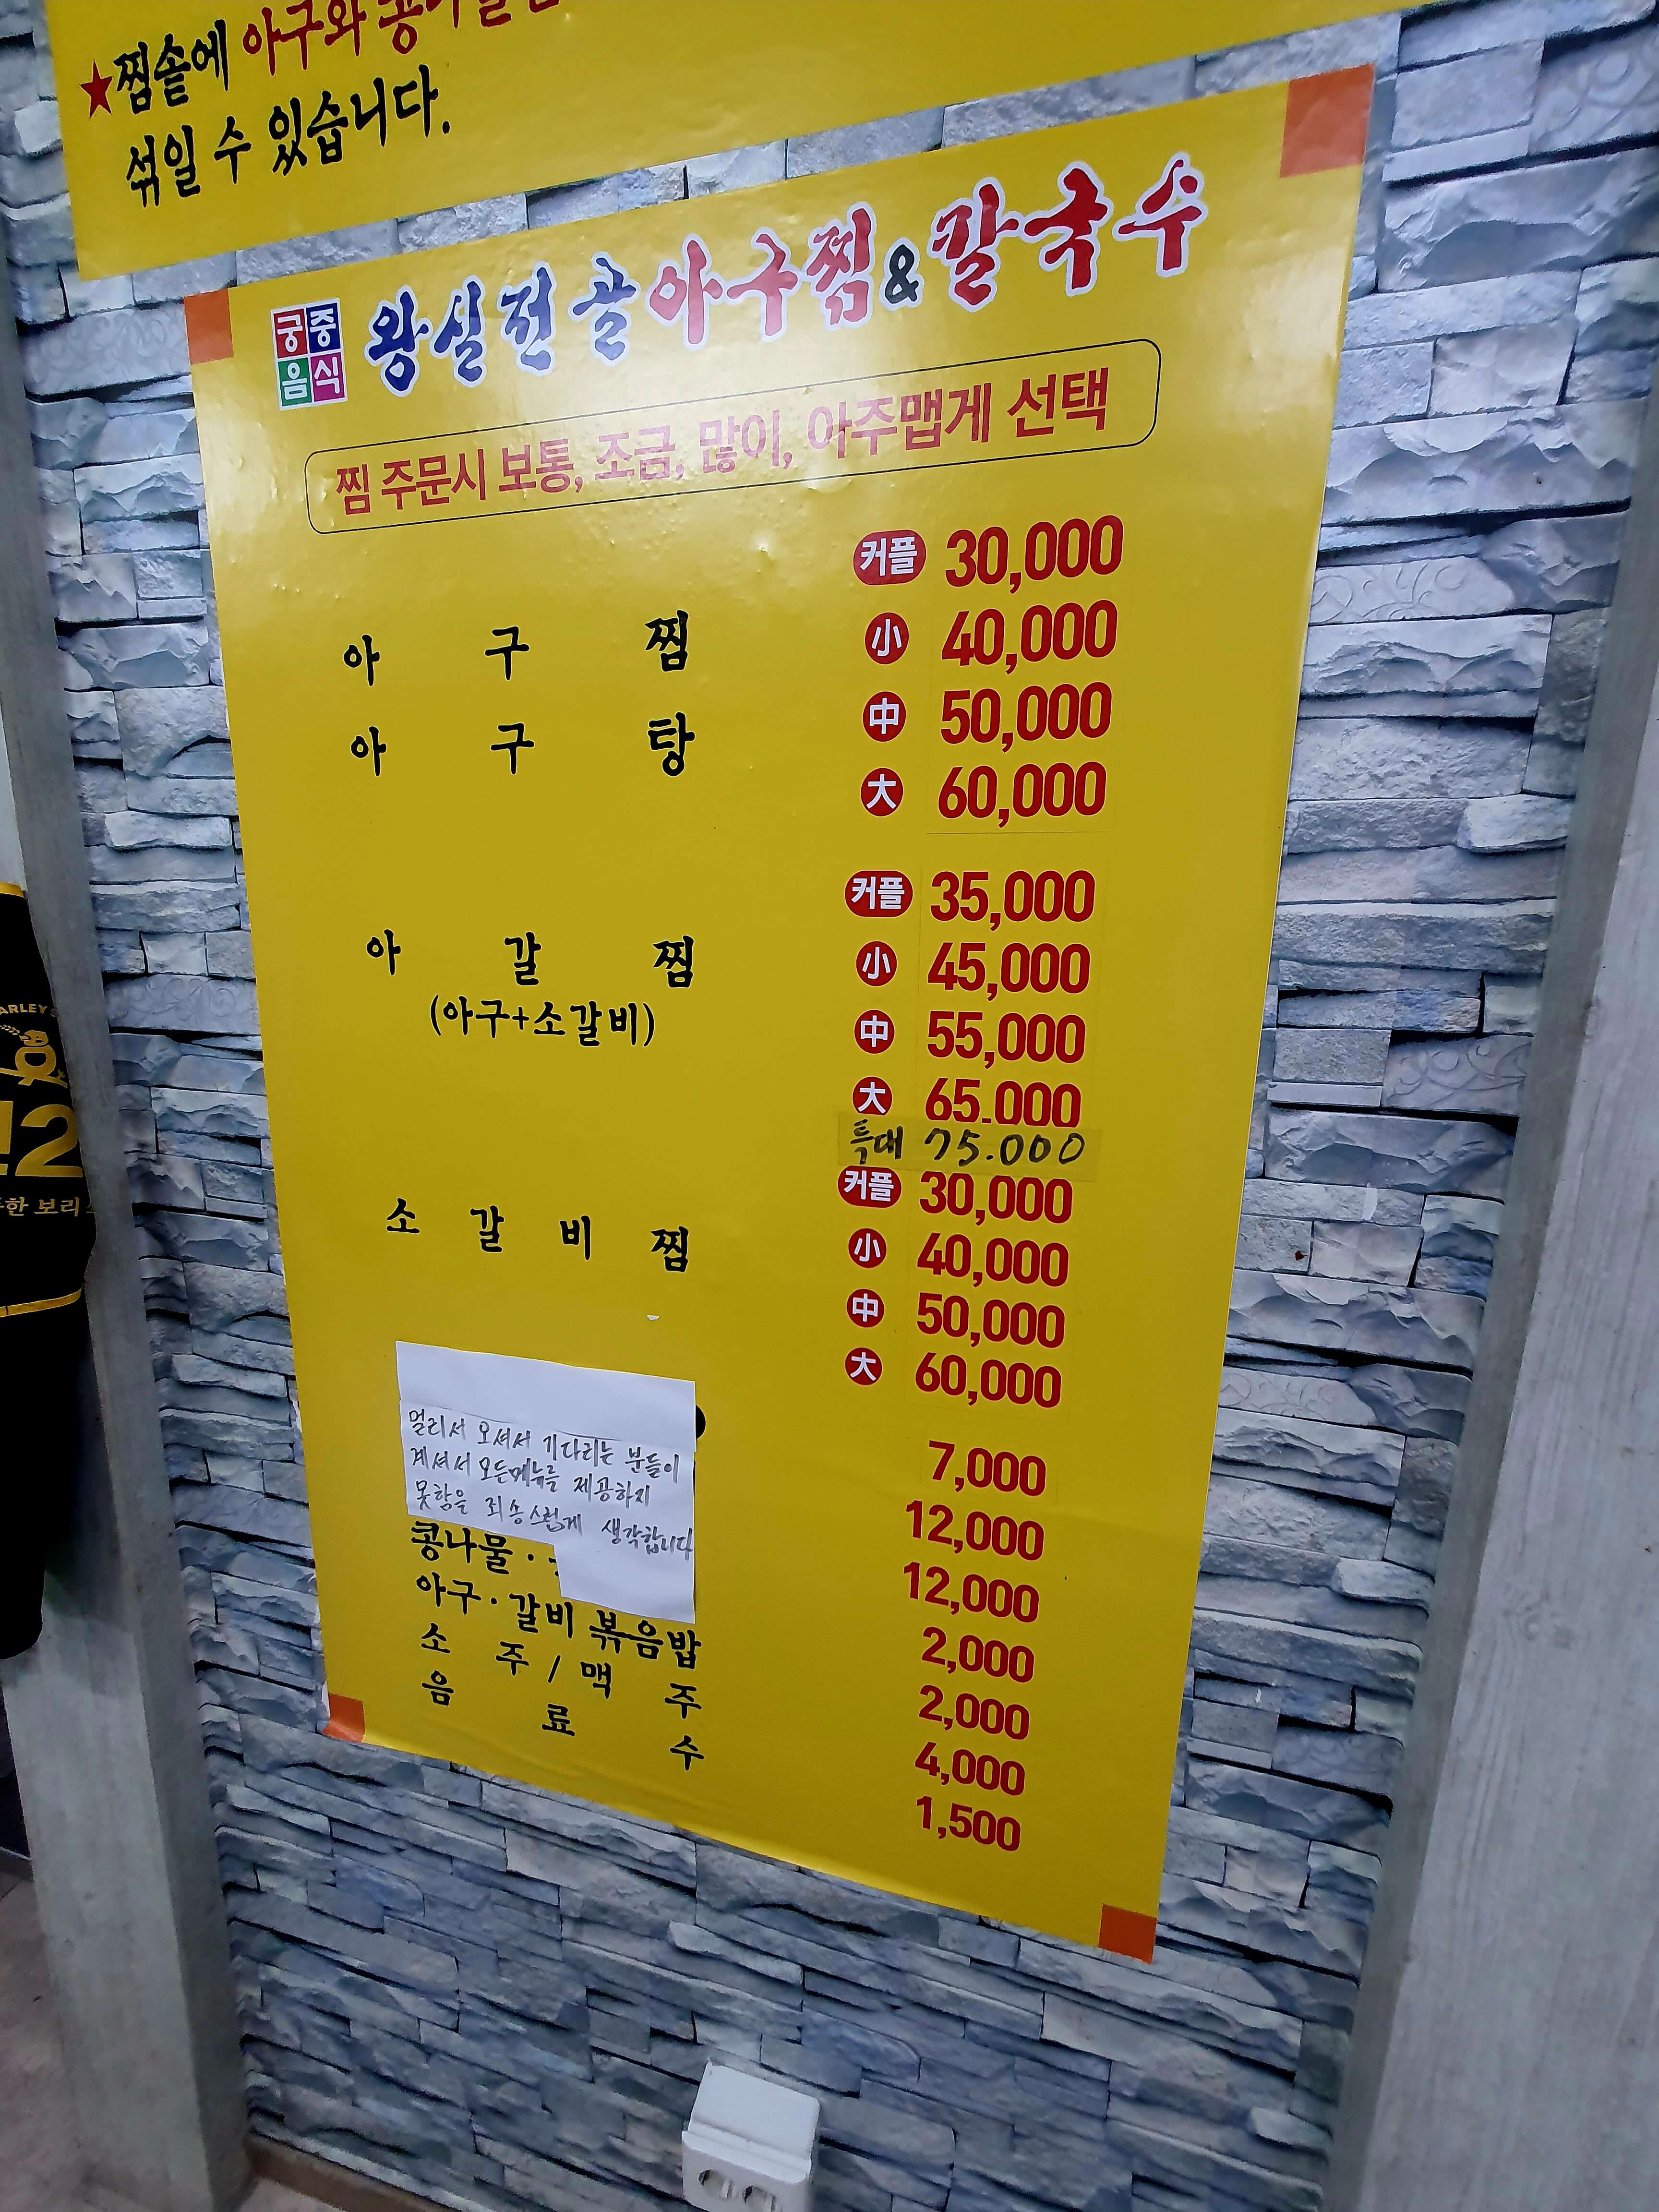 ★찜솥에 아구와
섞일 수 있습니다.
궁중
음식
왕실전골아구찜&칼국수
찜 주문시 보통, 조금, 많이, 아주맵게 선택
커플 30,000
아 구 찜 小 40,000
아 구 탕 中 50,000
大 60,000
커플 35,000
아 갈 찜 小 45,000
(아구+소갈비) 中 55,000
大 65.000
특대 75.000
커플 30,000
소 갈 비 찜 小 40,000
中 50,000
大 60,000
멀리서 오셔서 기다리는 분들이
계셔서 모든메뉴를 제공하지
못함을 죄송스럽게 생각합니다
7,000
12,000
12,000
콩나물 · 2,000
아구 · 갈비 볶음밥 2,000
소 주 / 맥 주 4,000
음 료 수 1,500
ARLEY
2
한 보리